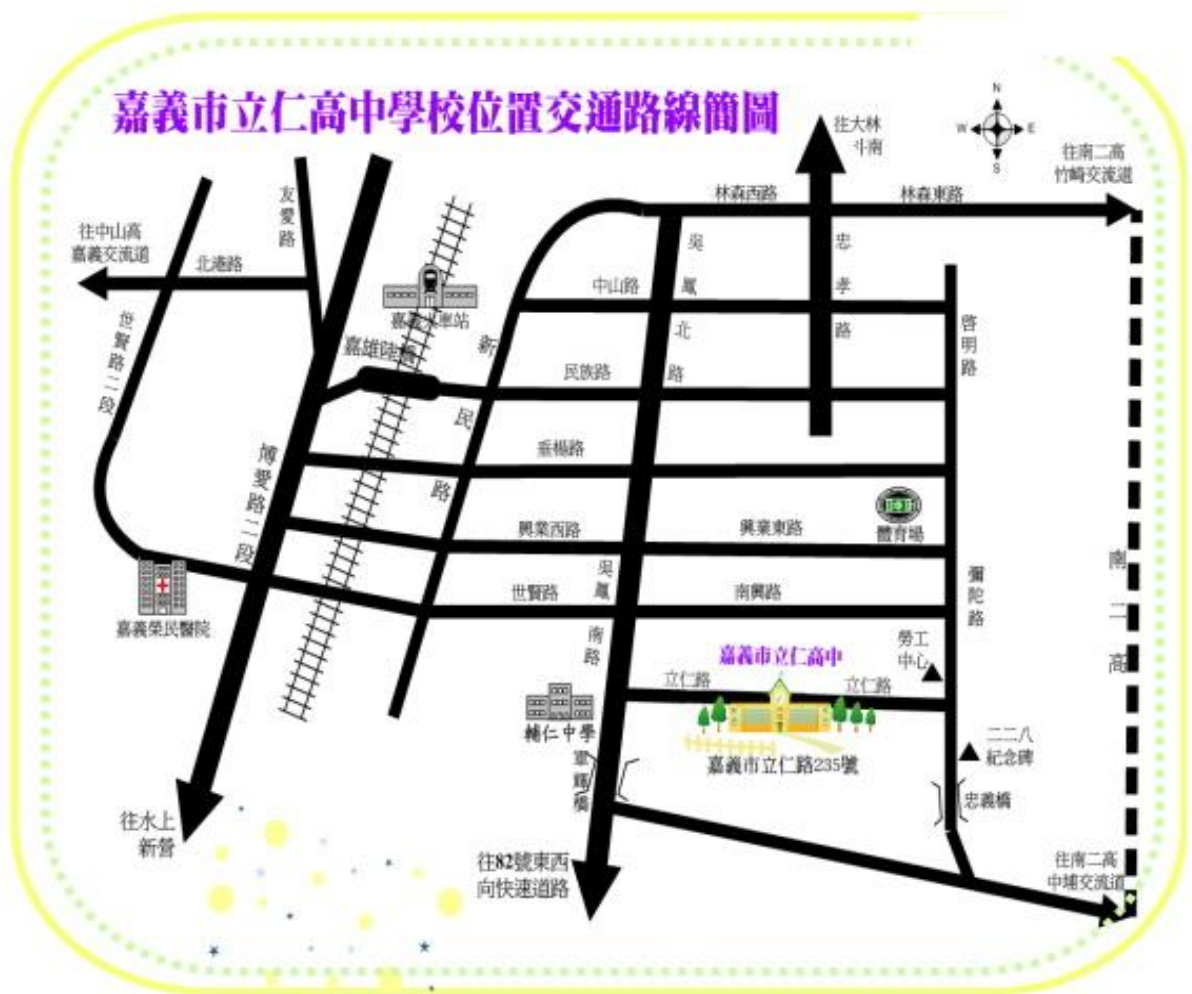 嘉義市立仁高中學校位置交通路線簡圖
N
W
E
S
往大林
斗南
往南二高
竹崎交流道
林森西路
林森東路
友愛路
往中山高
嘉義交流道
北港路
吳鳳北路
忠孝路
中山路
嘉義火車站
啓明路
世賢路二段
嘉雄陸橋
新民路
民族路
垂楊路
博愛路二段
體育場
興業西路
興業東路
南二高
吳鳳南路
彌陀路
世賢路
南興路
嘉義榮民醫院
勞工
中心
嘉義市立仁高中
立仁路
立仁路
輔仁中學
二二八
紀念碑
軍輝橋
嘉義市立仁路235號
忠義橋
往水上
新營
往82號東西
向快速道路
往南二高
中埔交流道